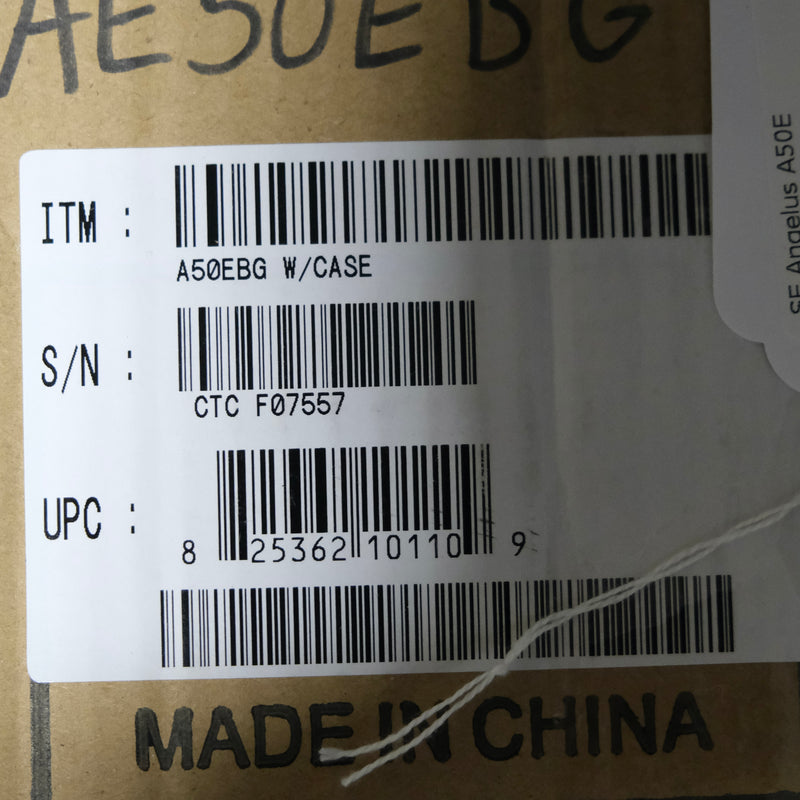 AE50EBG
ITM :
A50EBG W/CASE
S/N :
CTC F07557
UPC :
8 25362 10110 9
MADE IN CHINA
SE Angelus A50E